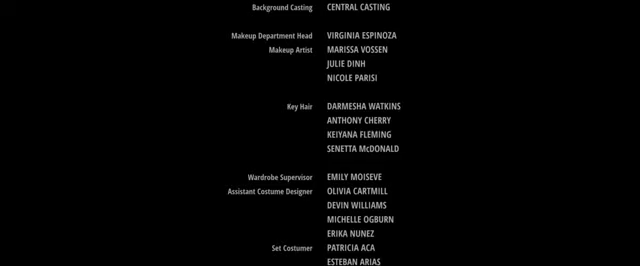 Background Casting CENTRAL CASTING
Makeup Department Head VIRGINIA ESPINOZA
Makeup Artist MARISSA VOSSEN
JULIE DINH
NICOLE PARISI
Key Hair DARMESHA WATKINS
ANTHONY CHERRY
KEIYANA FLEMING
SENETTA McDONALD
Wardrobe Supervisor EMILY MOISEVE
Assistant Costume Designer OLIVIA CARTMILL
DEVIN WILLIAMS
MICHELLE OGBURN
ERIKA NUNEZ
Set Costumer PATRICIA ACA
ESTEBAN ARIAS